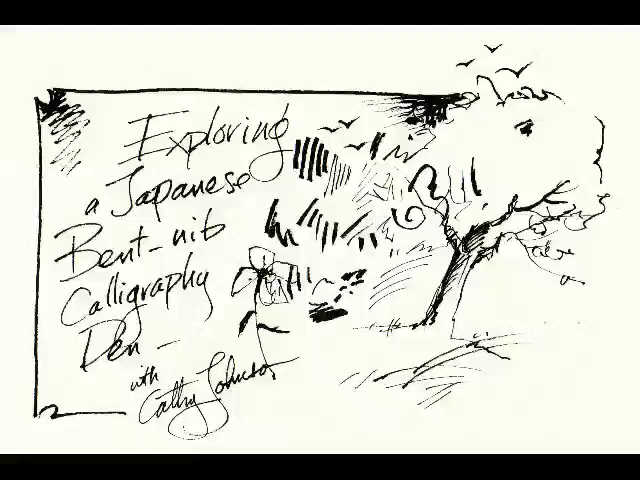 Exploring
a Japanese
Bent-nib
Calligraphy
Pen -
with
Cathy Johnson